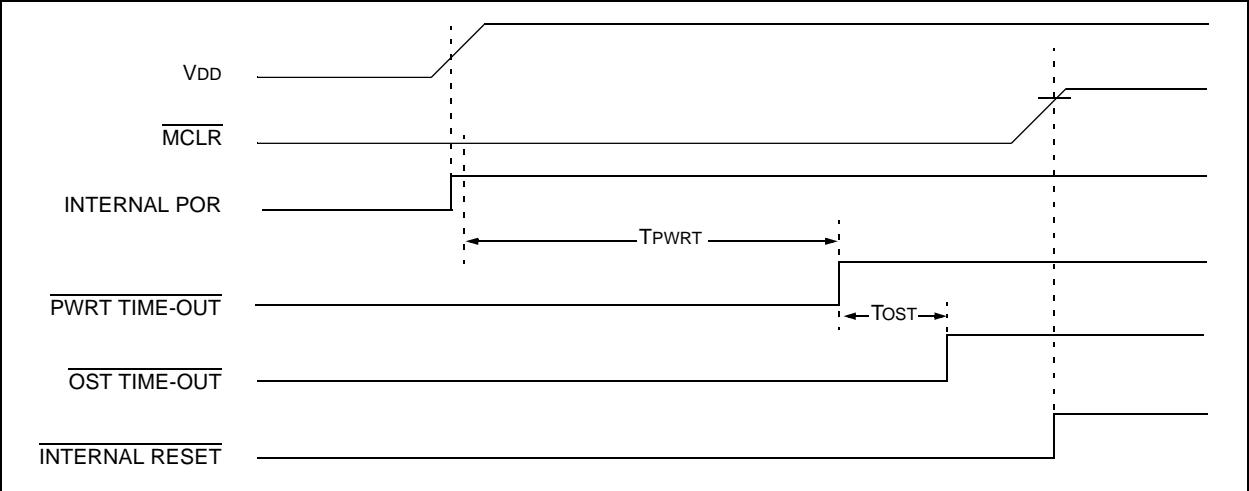 VDD
MCLR
INTERNAL POR
TPWRT
PWRT TIME-OUT
TOST
OST TIME-OUT
INTERNAL RESET